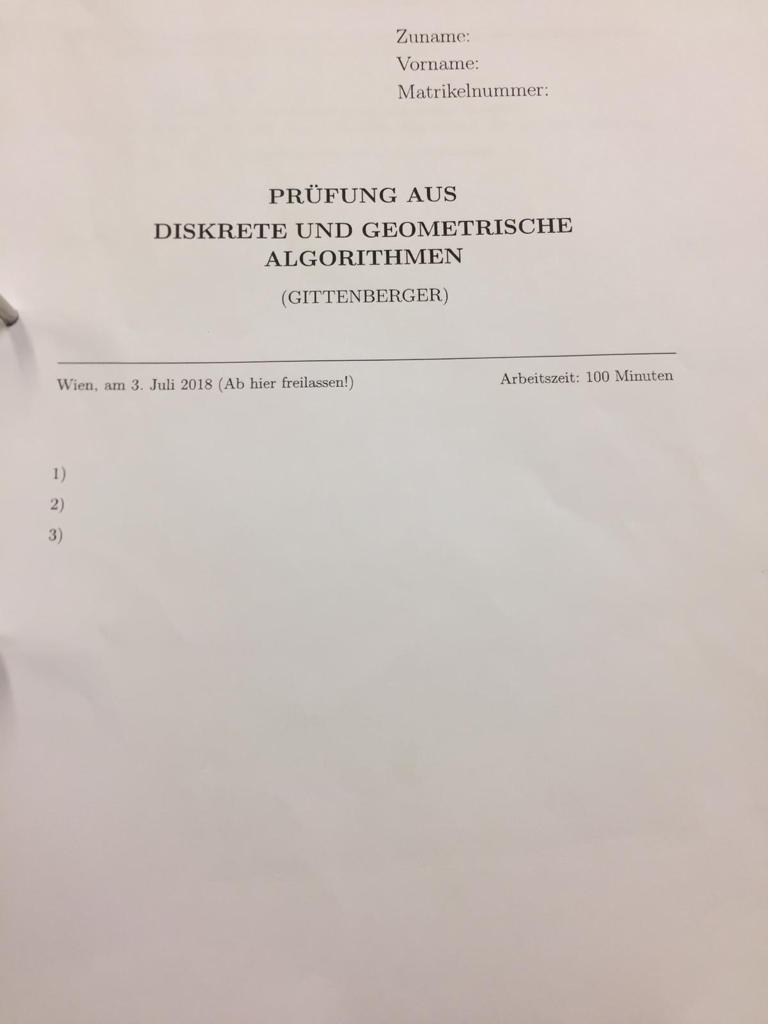 Zuname:
Vorname:
Matrikelnummer:
PRÜFUNG AUS
DISKRETE UND GEOMETRISCHE
ALGORITHMEN
(GITTENBERGER)
Wien, am 3. Juli 2018 (Ab hier freilassen!) Arbeitszeit: 100 Minuten
1)
2)
3)